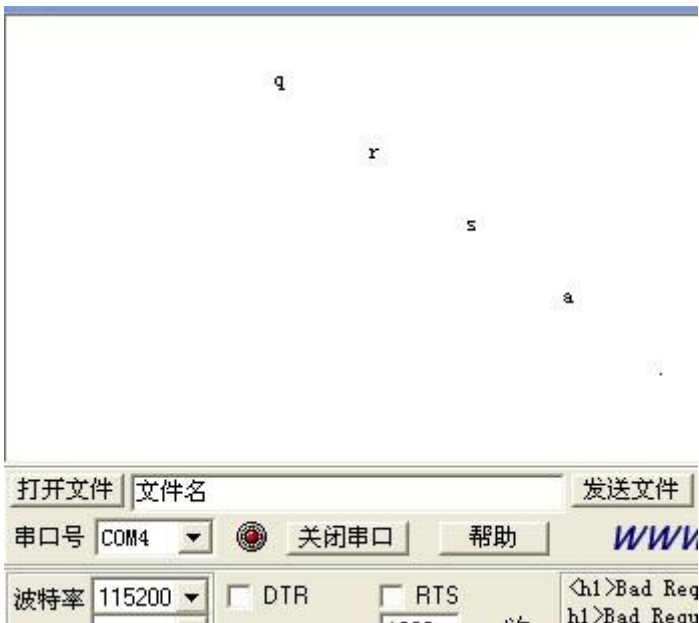 q
r
s
a
.
打开文件 文件名 发送文件
串口号 COM4 关闭串口 帮助 WWW
波特率 115200 DTR RTS <h1>Bad Req
h1>Bad Requ